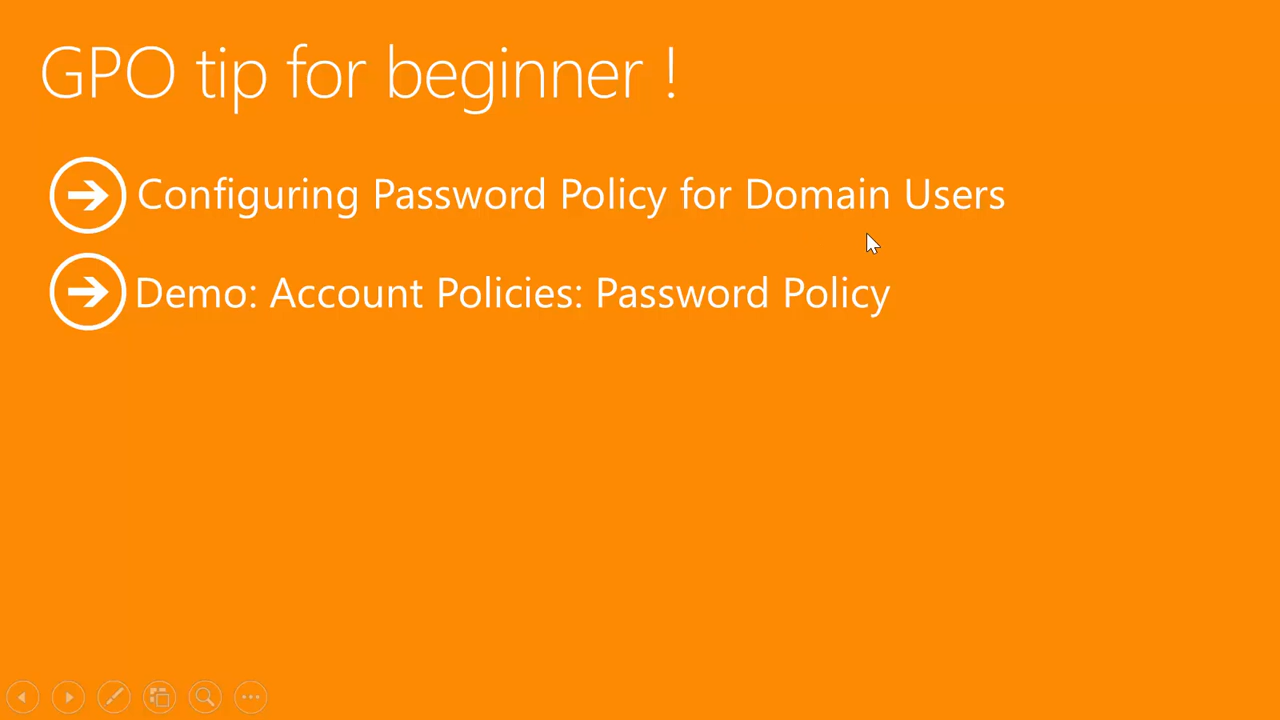 GPO tip for beginner !
Configuring Password Policy for Domain Users
Demo: Account Policies: Password Policy